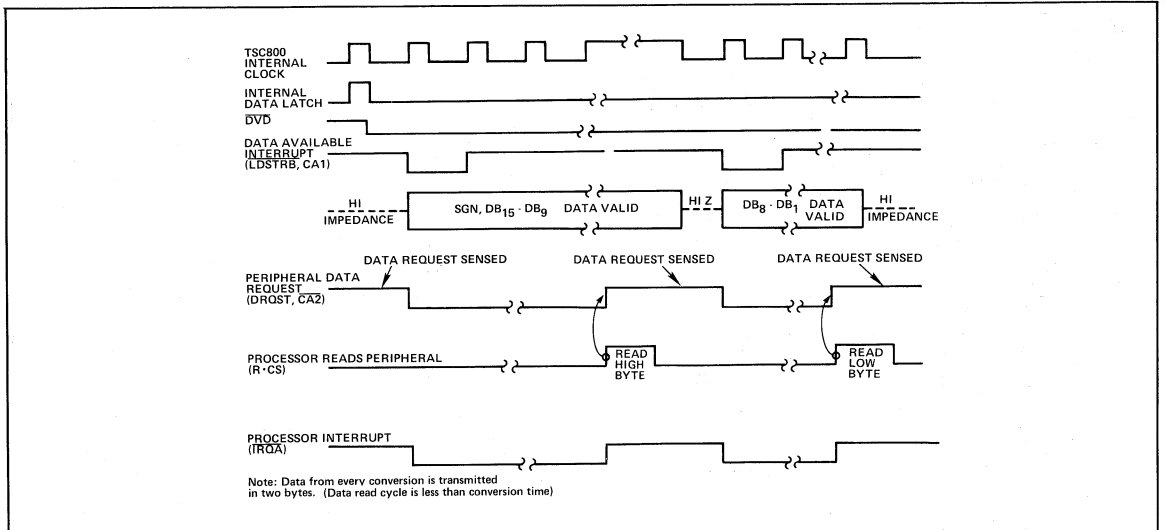 TSC800
INTERNAL
CLOCK
INTERNAL
DATA LATCH
DVD
DATA AVAILABLE
INTERRUPT
(LDSTRB, CA1)
HI
IMPEDANCE
SGN, DB15 - DB9 DATA VALID
HI Z
DB8 - DB1 DATA
VALID
HI
IMPEDANCE
DATA REQUEST SENSED
DATA REQUEST SENSED
DATA REQUEST SENSED
PERIPHERAL DATA
REQUEST
(DRQST, CA2)
PROCESSOR READS PERIPHERAL
(R·CS)
READ
HIGH
BYTE
READ
LOW
BYTE
PROCESSOR INTERRUPT
(IRQA)
Note: Data from every conversion is transmitted
in two bytes. (Data read cycle is less than conversion time)